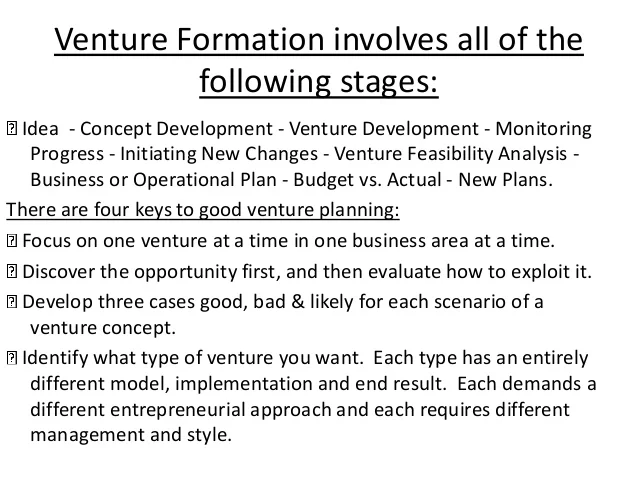 Venture Formation involves all of the
following stages:
⍰ Idea  - Concept Development - Venture Development - Monitoring
Progress - Initiating New Changes - Venture Feasibility Analysis -
Business or Operational Plan - Budget vs. Actual - New Plans.
There are four keys to good venture planning:
⍰ Focus on one venture at a time in one business area at a time.
⍰ Discover the opportunity first, and then evaluate how to exploit it.
⍰ Develop three cases good, bad & likely for each scenario of a
venture concept.
⍰ Identify what type of venture you want.  Each type has an entirely
different model, implementation and end result.  Each demands a
different entrepreneurial approach and each requires different
management and style.